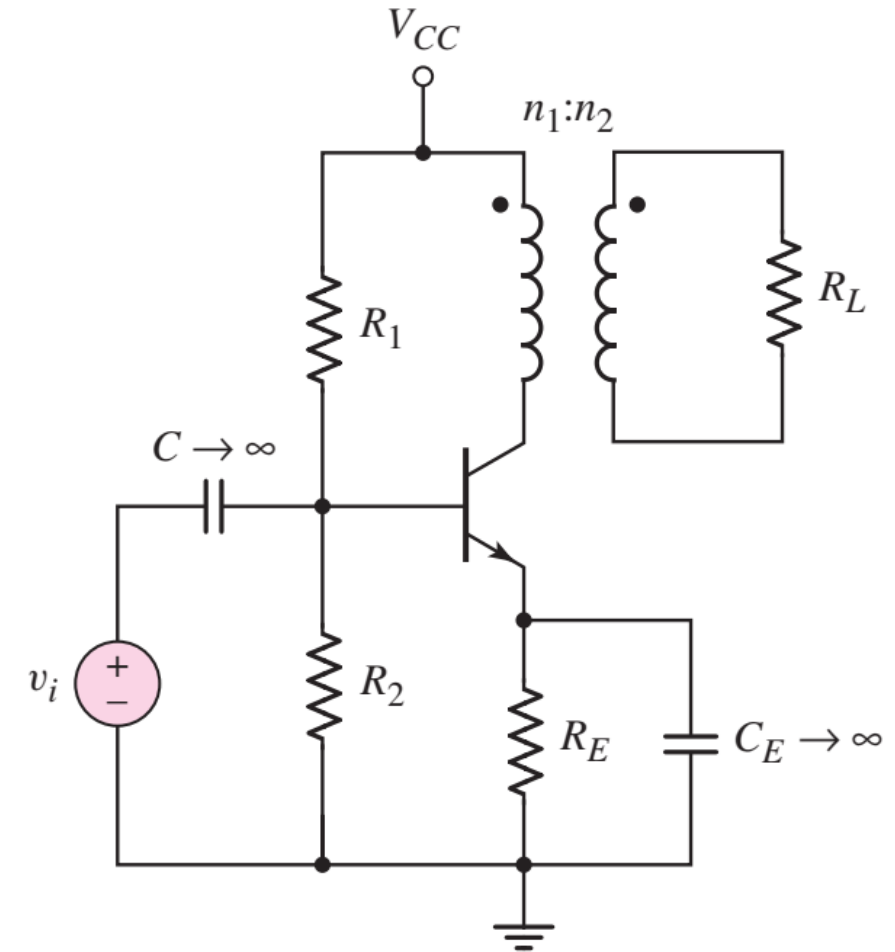 V_CC
n_1:n_2
R_1
R_L
C → ∞
+
−
v_i
R_2
R_E
C_E → ∞